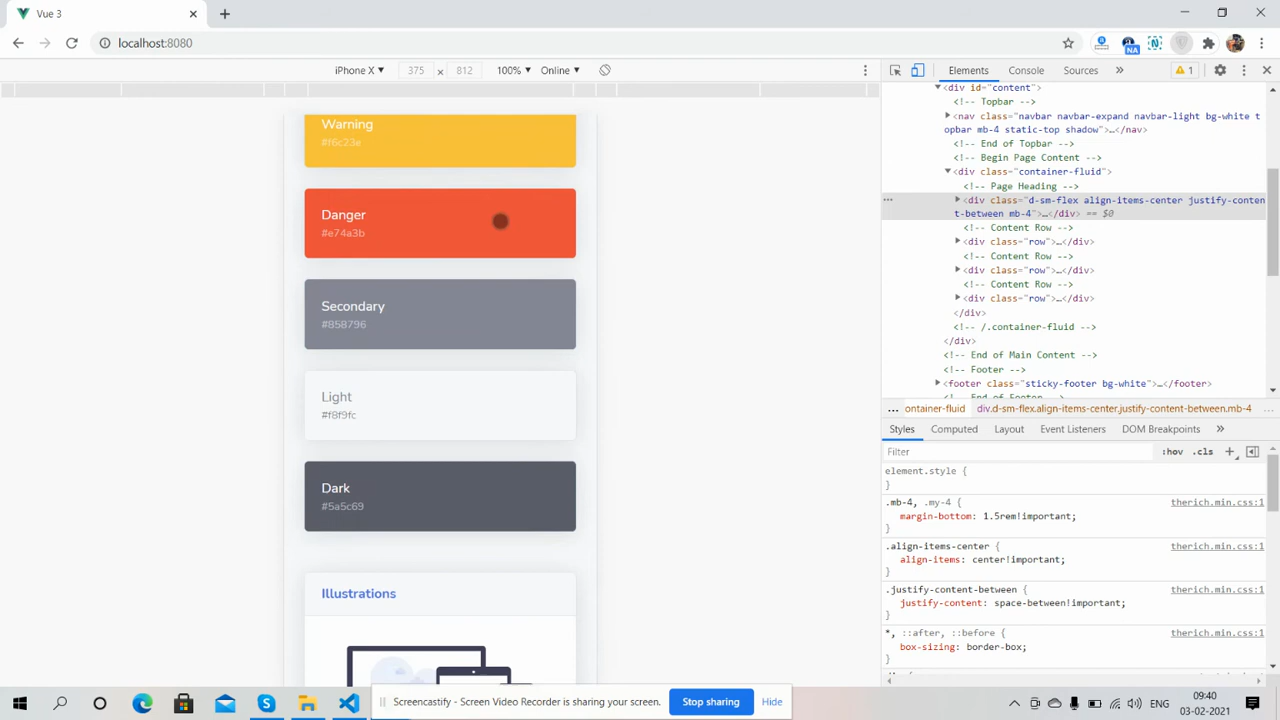 Vue 3
localhost:8080
NA
iPhone X
375
×
812
100%
Online
Elements
Console
Sources
1
Warning
#f6c23e
Danger
#e74a3b
Secondary
#858796
Light
#f8f9fc
Dark
#5a5c69
Illustrations
<div id="content">
<!-- Topbar -->
<nav class="navbar navbar-expand navbar-light bg-white t
opbar mb-4 static-top shadow">…</nav>
<!-- End of Topbar -->
<!-- Begin Page Content -->
<div class="container-fluid">
<!-- Page Heading -->
<div class="d-sm-flex align-items-center justify-conten
t-between mb-4">…</div> == $0
<!-- Content Row -->
<div class="row">…</div>
<!-- Content Row -->
<div class="row">…</div>
<!-- Content Row -->
<div class="row">…</div>
</div>
<!-- /.container-fluid -->
</div>
<!-- End of Main Content -->
<!-- Footer -->
<footer class="sticky-footer bg-white">…</footer>
... ontainer-fluid div.d-sm-flex.align-items-center.justify-content-between.mb-4 ...
Styles
Computed
Layout
Event Listeners
DOM Breakpoints
Filter
:hov
.cls
element.style {
}
.mb-4, .my-4 {
therich.min.css:1
margin-bottom: 1.5rem!important;
}
.align-items-center {
therich.min.css:1
align-items: center!important;
}
.justify-content-between {
therich.min.css:1
justify-content: space-between!important;
}
*, ::after, ::before {
therich.min.css:1
box-sizing: border-box;
}
Screencastify - Screen Video Recorder is sharing your screen.
Stop sharing
Hide
09:40
03-02-2021